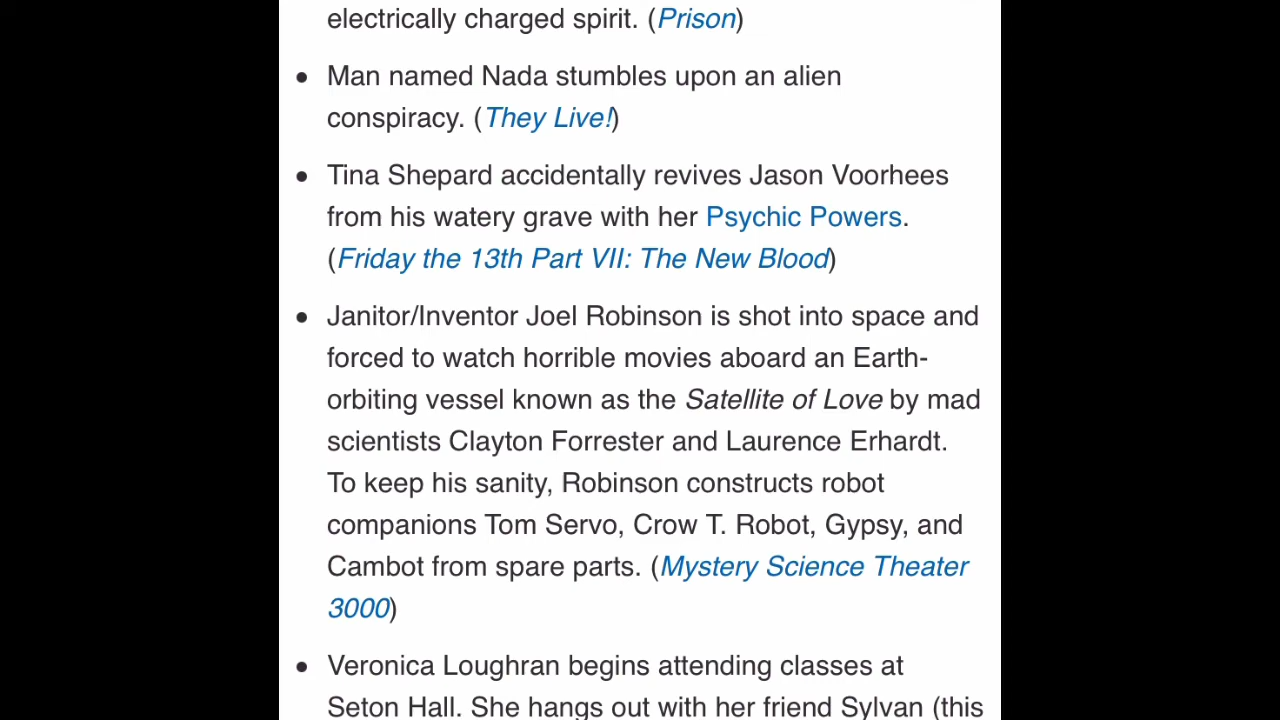 electrically charged spirit. (Prison)
• Man named Nada stumbles upon an alien
conspiracy. (They Live!)
• Tina Shepard accidentally revives Jason Voorhees
from his watery grave with her Psychic Powers.
(Friday the 13th Part VII: The New Blood)
• Janitor/Inventor Joel Robinson is shot into space and
forced to watch horrible movies aboard an Earth-
orbiting vessel known as the Satellite of Love by mad
scientists Clayton Forrester and Laurence Erhardt.
To keep his sanity, Robinson constructs robot
companions Tom Servo, Crow T. Robot, Gypsy, and
Cambot from spare parts. (Mystery Science Theater
3000)
• Veronica Loughran begins attending classes at
Seton Hall. She hangs out with her friend Sylvan (this